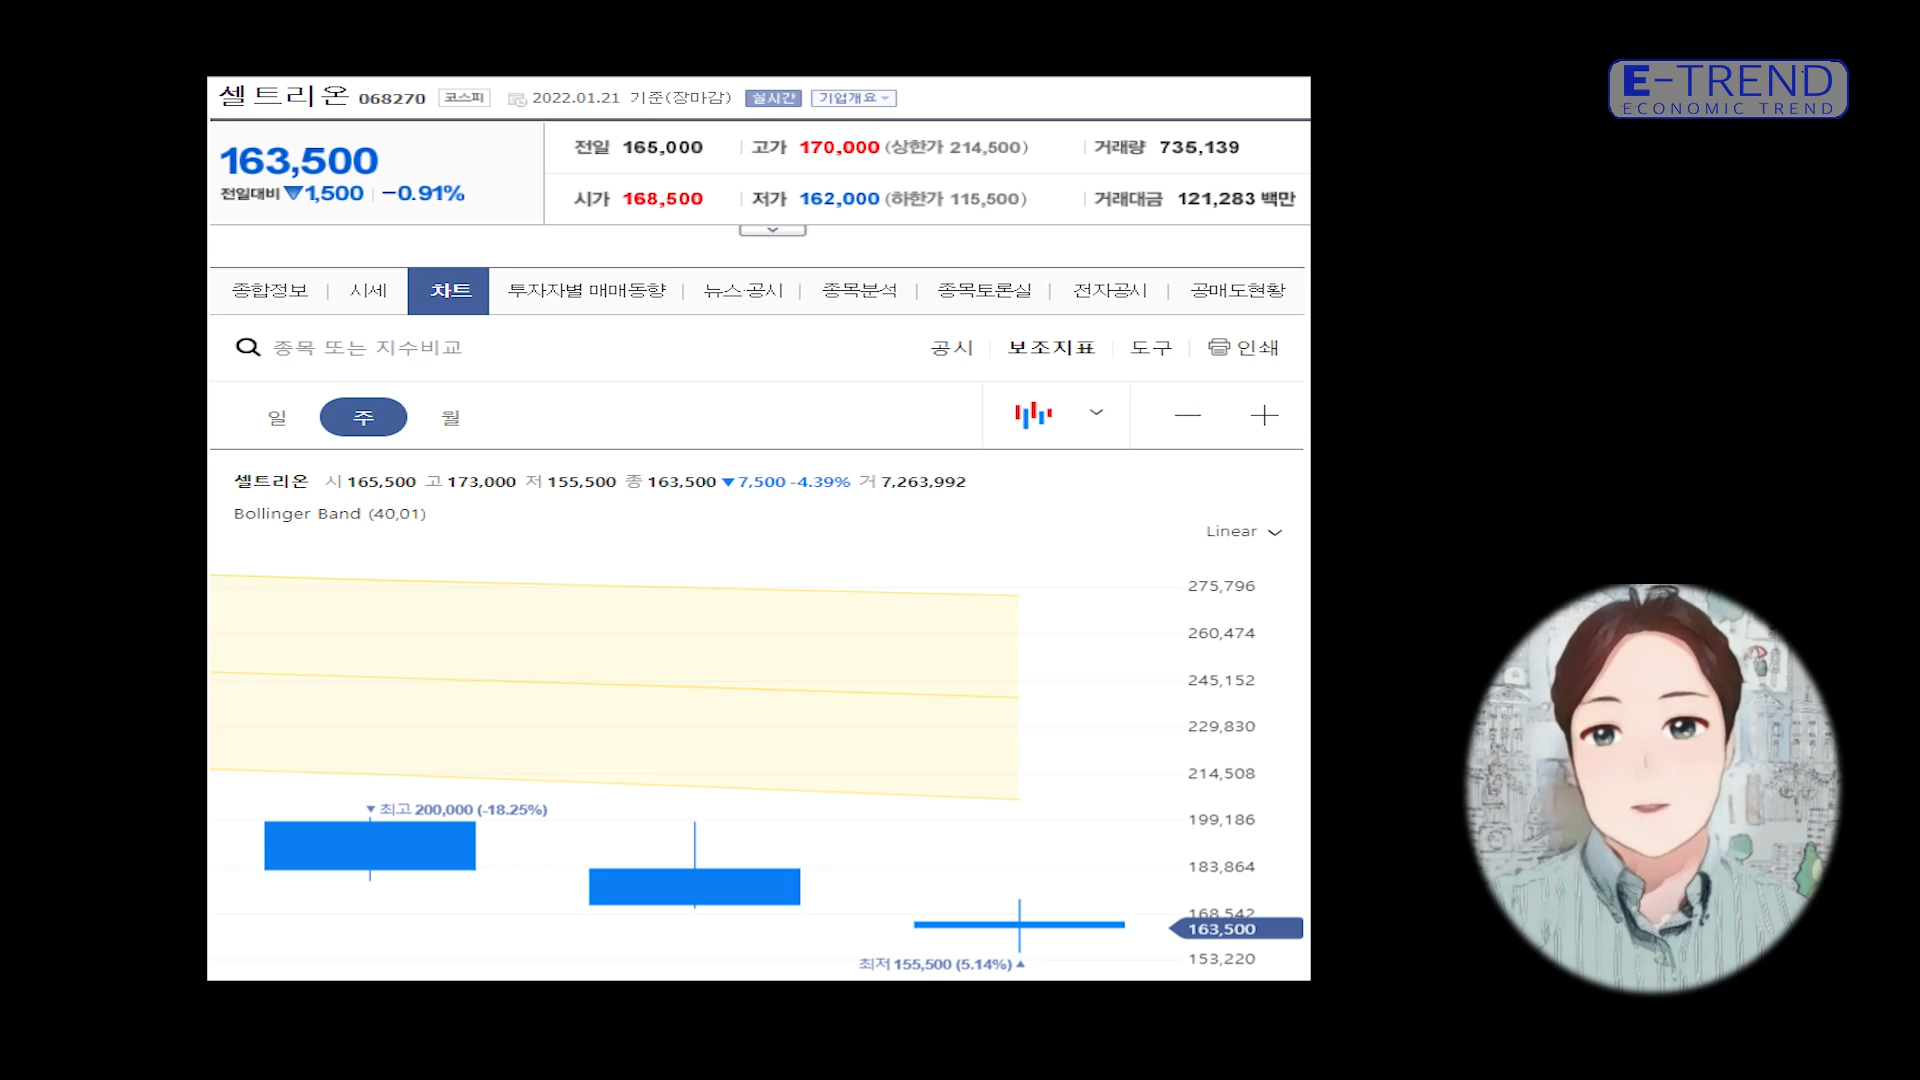 셀트리온 068270 코스피 2022.01.21 기준(장마감) 실시간 기업개요
E-TREND
ECONOMIC TREND
163,500
전일대비 ▼1,500 | -0.91%
전일 165,000 | 고가 170,000 (상한가 214,500) | 거래량 735,139
시가 168,500 | 저가 162,000 (하한가 115,500) | 거래대금 121,283 백만
종합정보 | 시세 차트 투자자별 매매동향 | 뉴스·공시 | 종목분석 | 종목토론실 | 전자공시 | 공매도현황
종목 또는 지수비교 공시 보조지표 도구 인쇄
일 주 월
셀트리온 시 165,500 고 173,000 저 155,500 종 163,500 ▼7,500 -4.39% 거 7,263,992
Bollinger Band (40,01)
Linear
275,796
260,474
245,152
229,830
214,508
▼최고 200,000 (-18.25%)
199,186
183,864
168,542
163,500
최저 155,500 (5.14%)▲
153,220